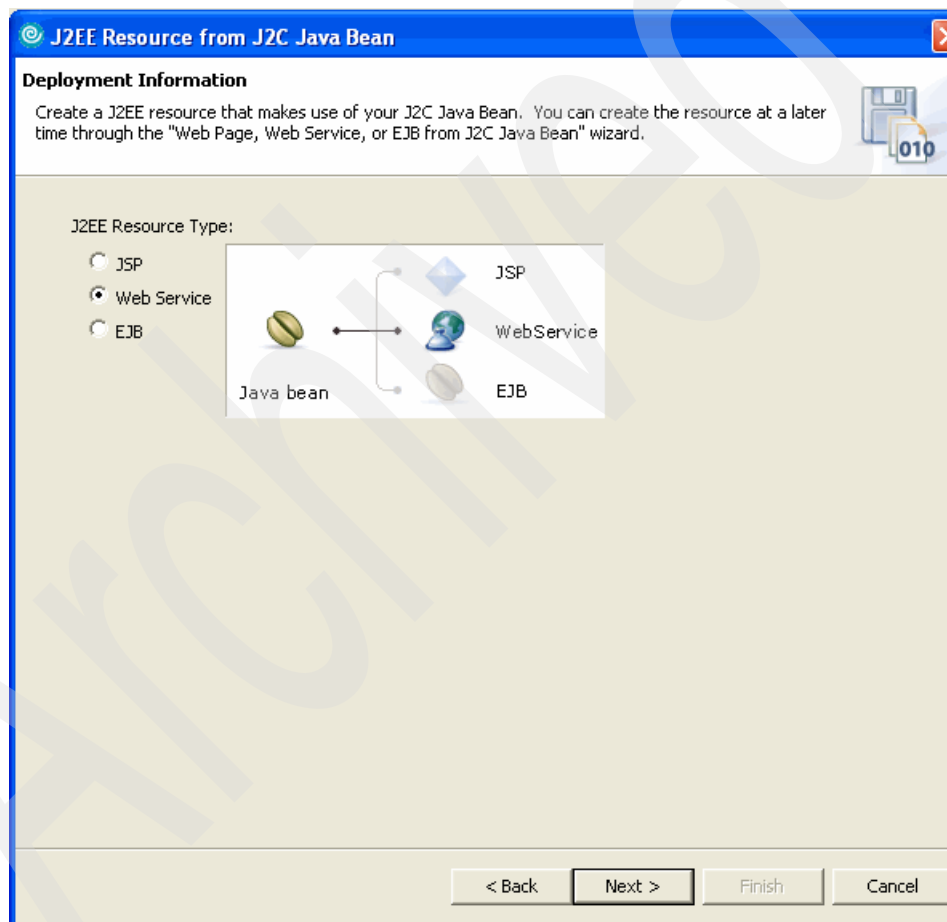 J2EE Resource from J2C Java Bean
Deployment Information
Create a J2EE resource that makes use of your J2C Java Bean. You can create the resource at a later
time through the "Web Page, Web Service, or EJB from J2C Java Bean" wizard.
010
J2EE Resource Type:
JSP
Web Service
EJB
JSP
WebService
Java bean
EJB
< Back
Next >
Finish
Cancel
Archived